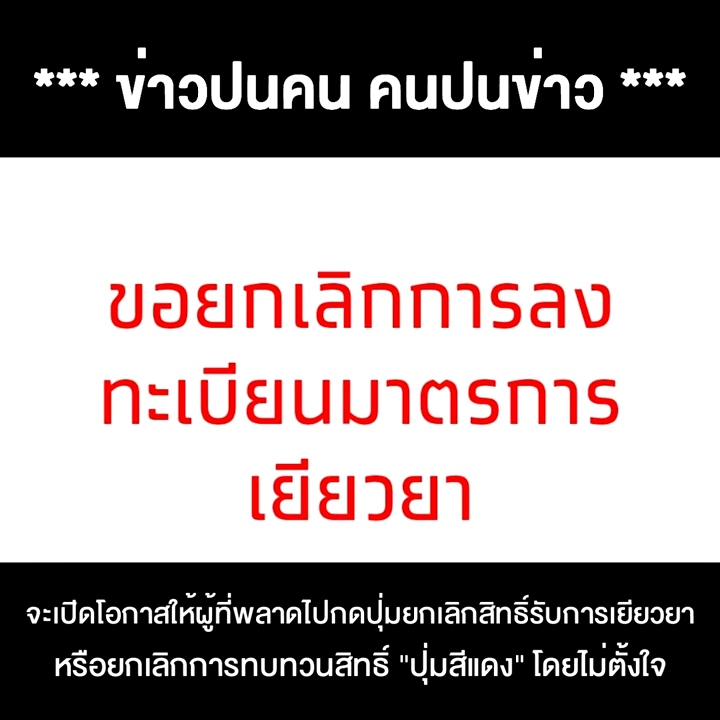 *** ข่าวปนคน คนปนข่าว ***
ขอยกเลิกการลง
ทะเบียนมาตรการ
เยียวยา
จะเปิดโอกาสให้ผู้ที่พลาดไปกดปุ่มยกเลิกสิทธิ์รับการเยียวยา
หรือยกเลิกการทบทวนสิทธิ์ "ปุ่มสีแดง" โดยไม่ตั้งใจ